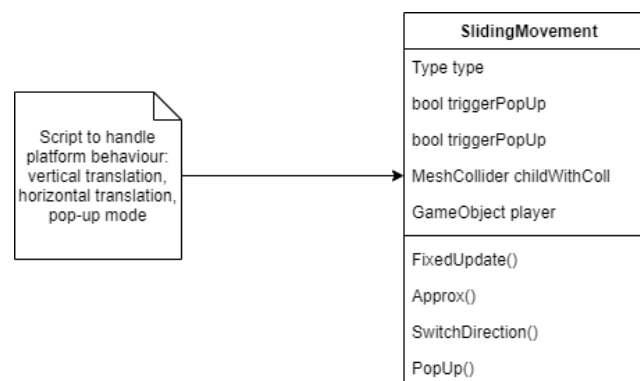 Script to handle
platform behaviour:
vertical translation,
horizontal translation,
pop-up mode
SlidingMovement
Type type
bool triggerPopUp
bool triggerPopUp
MeshCollider childWithColl
GameObject player
FixedUpdate()
Approx()
SwitchDirection()
PopUp()